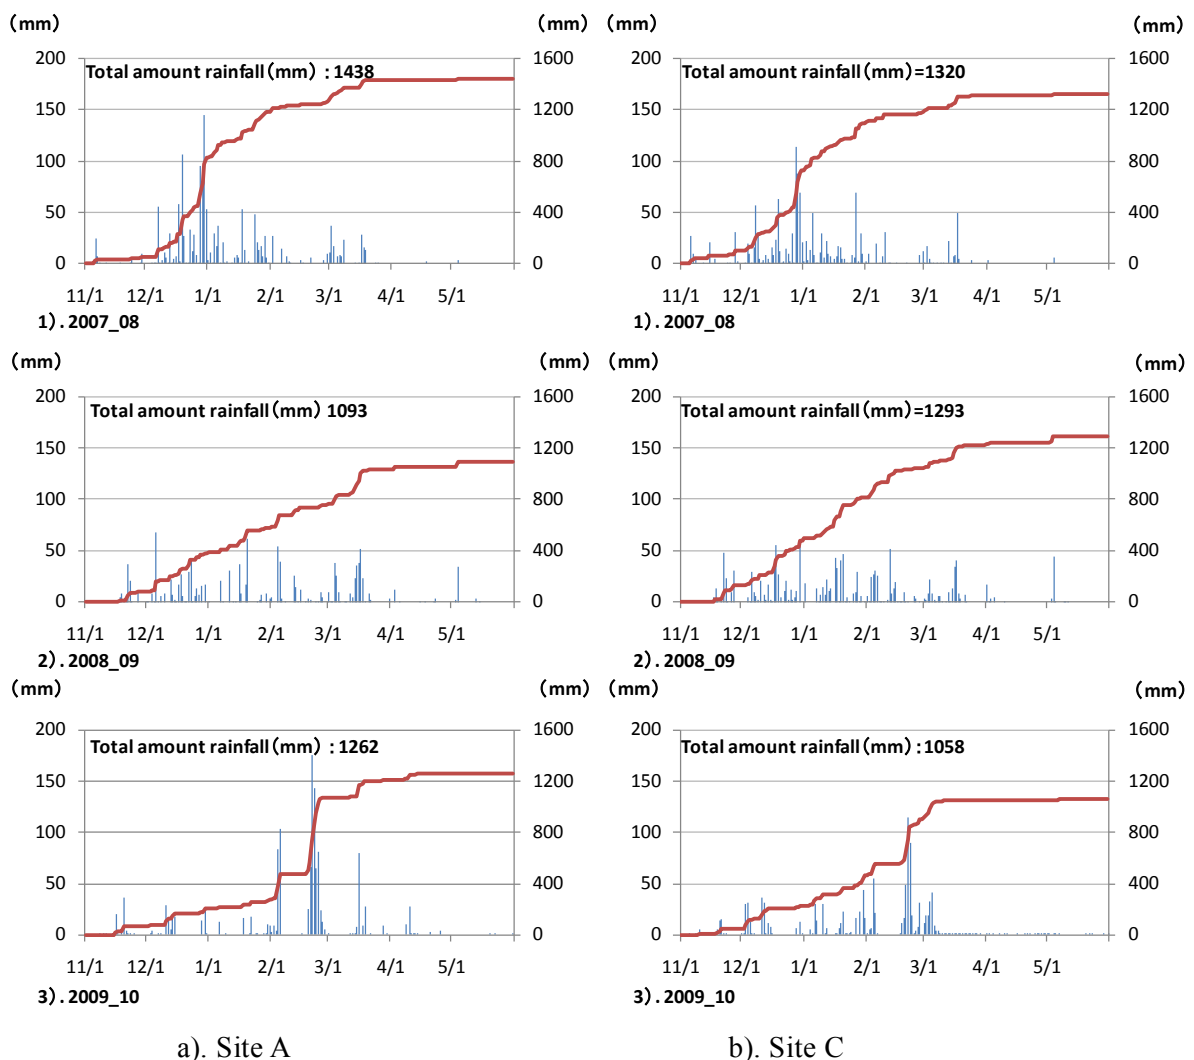 (mm) (mm) (mm) (mm)
200 1600 200 1600
Total amount rainfall(mm) : 1438 Total amount rainfall(mm)=1320
150 1200 150 1200
100 800 100 800
50 400 50 400
0 0 0 0
11/1 12/1 1/1 2/1 3/1 4/1 5/1 11/1 12/1 1/1 2/1 3/1 4/1 5/1
1). 2007_08 1). 2007_08
(mm) (mm) (mm) (mm)
200 1600 200 1600
Total amount rainfall(mm) 1093 Total amount rainfall(mm)=1293
150 1200 150 1200
100 800 100 800
50 400 50 400
0 0 0 0
11/1 12/1 1/1 2/1 3/1 4/1 5/1 11/1 12/1 1/1 2/1 3/1 4/1 5/1
2). 2008_09 2). 2008_09
(mm) (mm) (mm) (mm)
200 1600 200 1600
Total amount rainfall(mm) : 1262 Total amount rainfall(mm) : 1058
150 1200 150 1200
100 800 100 800
50 400 50 400
0 0 0 0
11/1 12/1 1/1 2/1 3/1 4/1 5/1 11/1 12/1 1/1 2/1 3/1 4/1 5/1
3). 2009_10 3). 2009_10
a). Site A b). Site C